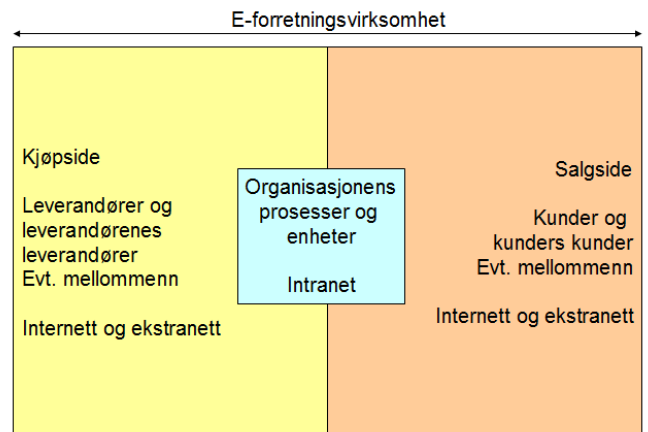 E-forretningsvirksomhet
Kjøpside
Leverandører og
leverandørenes
leverandører
Evt. mellommenn
Internett og ekstranett
Organisasjonens
prosesser og
enheter
Intranet
Salgside
Kunder og
kunders kunder
Evt. mellommenn
Internett og ekstranett